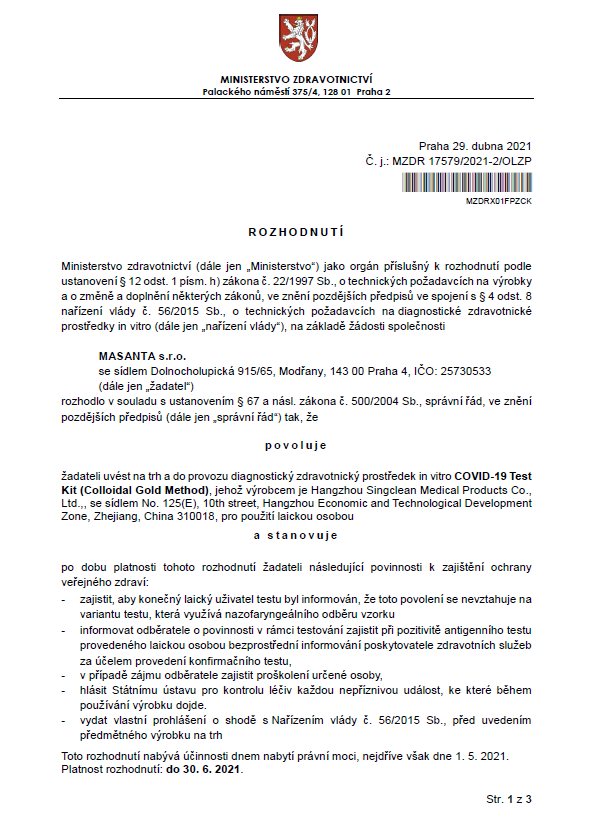 MINISTERSTVO ZDRAVOTNICTVÍ
Palackého náměstí 375/4, 128 01 Praha 2
Praha 29. dubna 2021
Č. j.: MZDR 17579/2021-2/OLZP
MZDRX01FPZCK
ROZHODNUTÍ
Ministerstvo zdravotnictví (dále jen „Ministerstvo“) jako orgán příslušný k rozhodnutí podle
ustanovení § 12 odst. 1 písm. h) zákona č. 22/1997 Sb., o technických požadavcích na výrobky
a o změně a doplnění některých zákonů, ve znění pozdějších předpisů ve spojení s § 4 odst. 8
nařízení vlády č. 56/2015 Sb., o technických požadavcích na diagnostické zdravotnické
prostředky in vitro (dále jen „nařízení vlády“), na základě žádosti společnosti
MASANTA s.r.o.
se sídlem Dolnocholupická 915/65, Modřany, 143 00 Praha 4, IČO: 25730533
(dále jen „žadatel“)
rozhodlo v souladu s ustanovením § 67 a násl. zákona č. 500/2004 Sb., správní řád, ve znění
pozdějších předpisů (dále jen „správní řád“) tak, že
povoluje
žadateli uvést na trh a do provozu diagnostický zdravotnický prostředek in vitro COVID-19 Test
Kit (Colloidal Gold Method), jehož výrobcem je Hangzhou Singclean Medical Products Co.,
Ltd.,, se sídlem No. 125(E), 10th street, Hangzhou Economic and Technological Development
Zone, Zhejiang, China 310018, pro použití laickou osobou
a stanovuje
po dobu platnosti tohoto rozhodnutí žadateli následující povinnosti k zajištění ochrany
veřejného zdraví:
- zajistit, aby konečný laický uživatel testu byl informován, že toto povolení se nevztahuje na
variantu testu, která využívá nazofaryngeálního odběru vzorku
- informovat odběratele o povinnosti v rámci testování zajistit při pozitivitě antigenního testu
provedeného laickou osobou bezprostřední informování poskytovatele zdravotních služeb
za účelem provedení konfirmačního testu,
- v případě zájmu odběratele zajistit proškolení určené osoby,
- hlásit Státnímu ústavu pro kontrolu léčiv každou nepříznivou událost, ke které během
používání výrobku dojde.
- vydat vlastní prohlášení o shodě s Nařízením vlády č. 56/2015 Sb., před uvedením
předmětného výrobku na trh
Toto rozhodnutí nabývá účinnosti dnem nabytí právní moci, nejdříve však dne 1. 5. 2021.
Platnost rozhodnutí: do 30. 6. 2021.
Str. 1 z 3